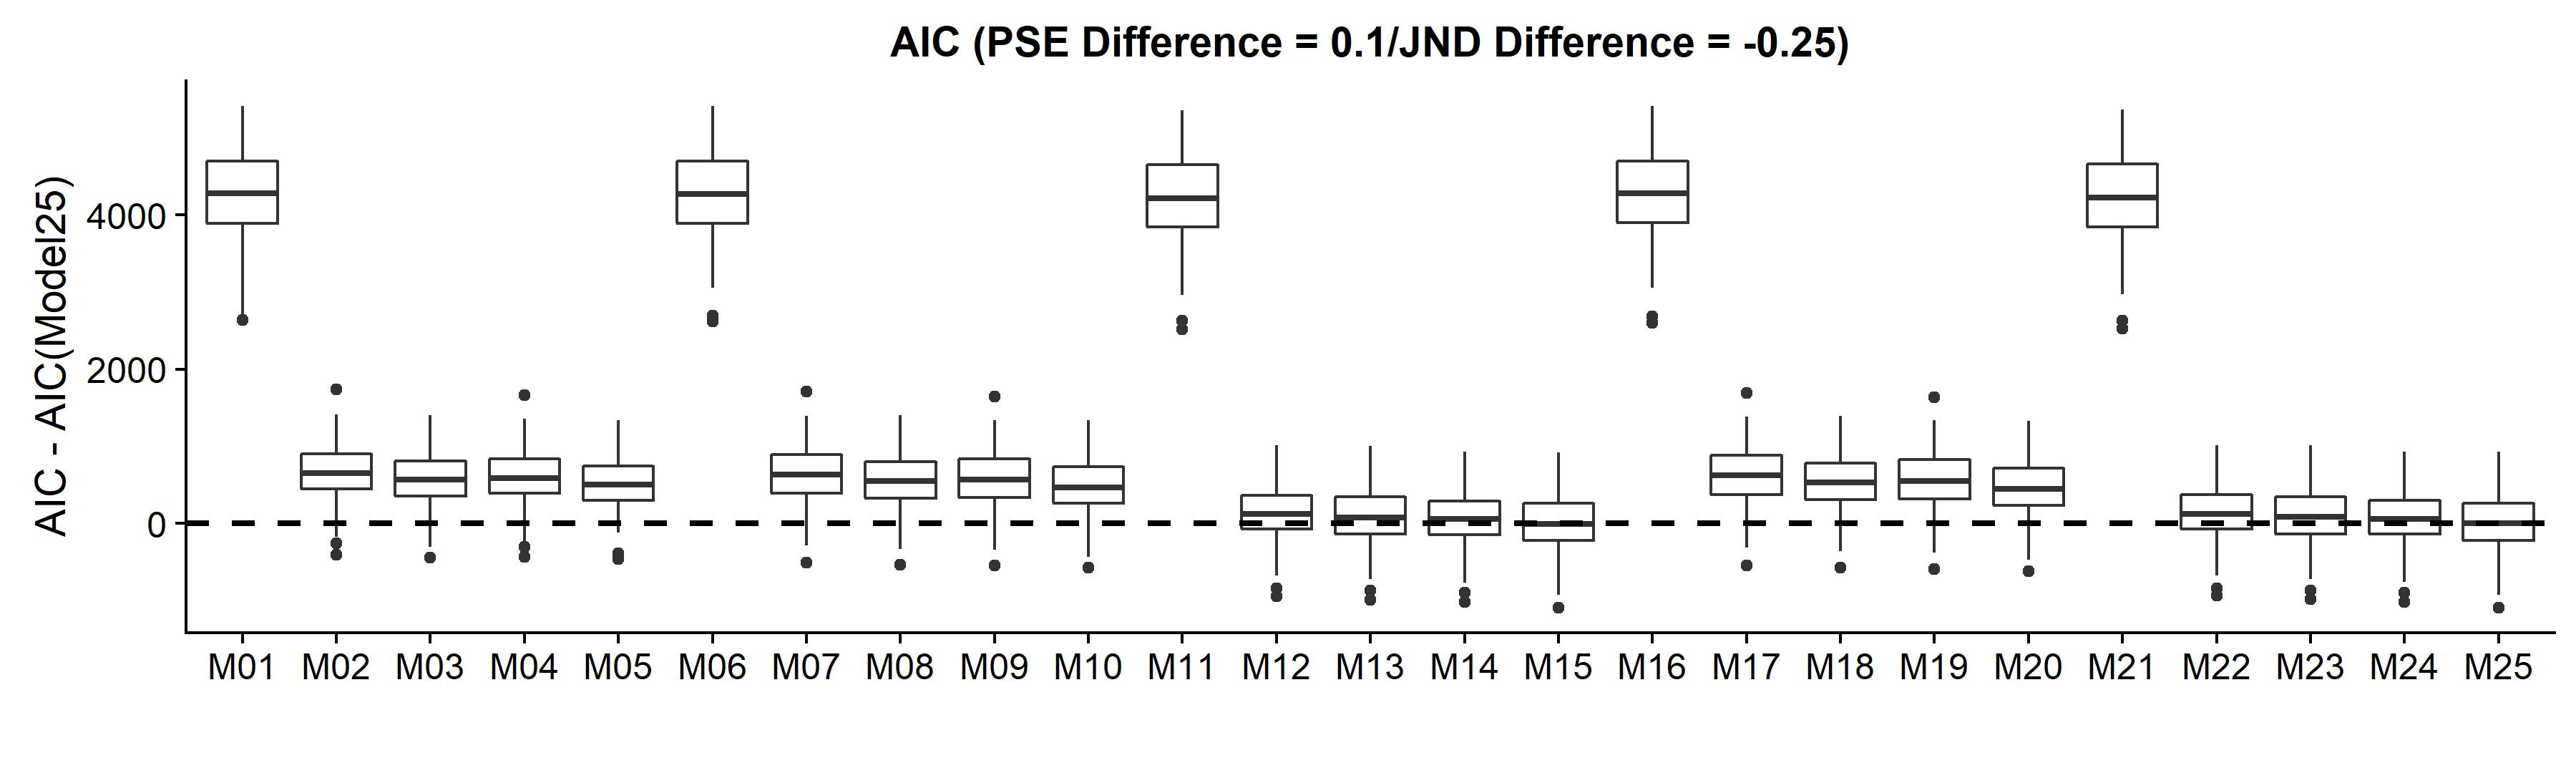 AIC (PSE Difference = 0.1/JND Difference = -0.25)
AIC - AIC(Model25)
4000
2000
0
M01 M02 M03 M04 M05 M06 M07 M08 M09 M10 M11 M12 M13 M14 M15 M16 M17 M18 M19 M20 M21 M22 M23 M24 M25